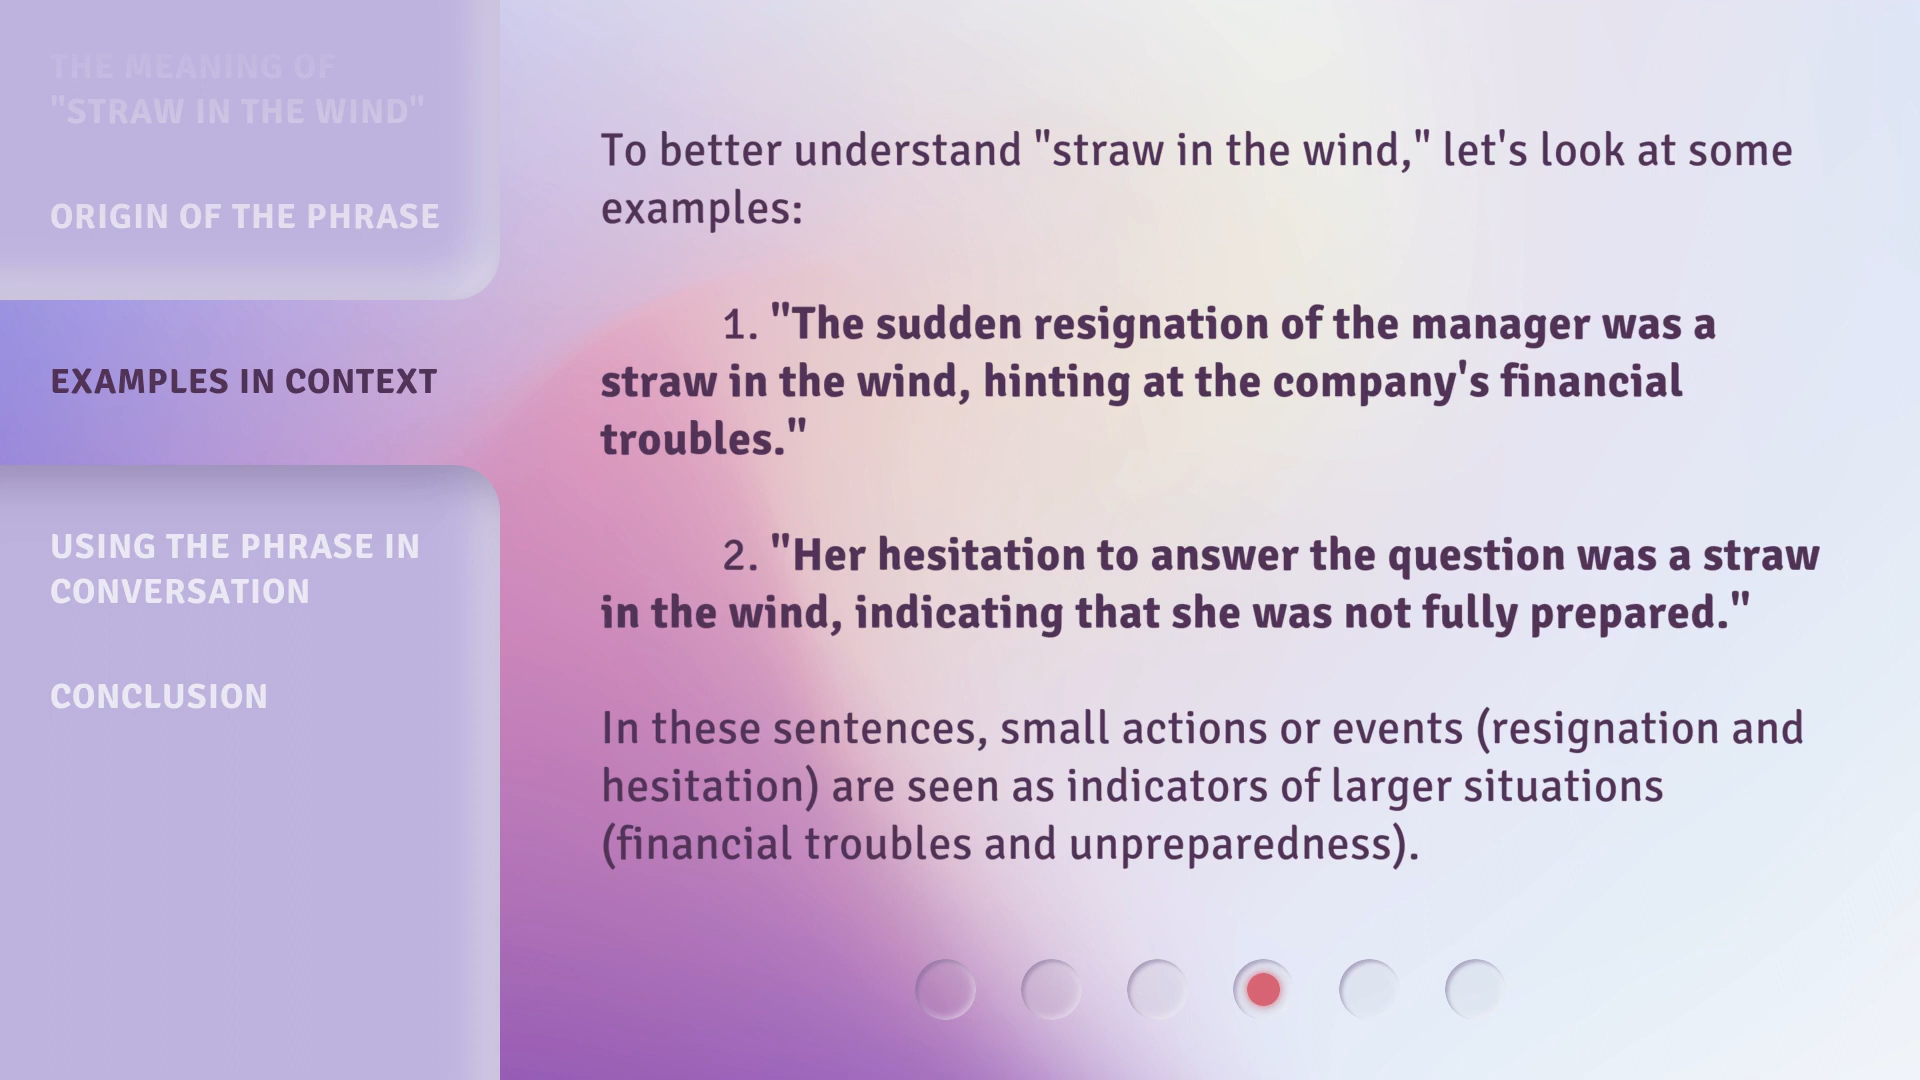 THE MEANING OF
"STRAW IN THE WIND"
ORIGIN OF THE PHRASE
EXAMPLES IN CONTEXT
USING THE PHRASE IN
CONVERSATION
CONCLUSION
To better understand "straw in the wind," let's look at some
examples:
1. "The sudden resignation of the manager was a
straw in the wind, hinting at the company's financial
troubles."
2. "Her hesitation to answer the question was a straw
in the wind, indicating that she was not fully prepared."
In these sentences, small actions or events (resignation and
hesitation) are seen as indicators of larger situations
(financial troubles and unpreparedness).